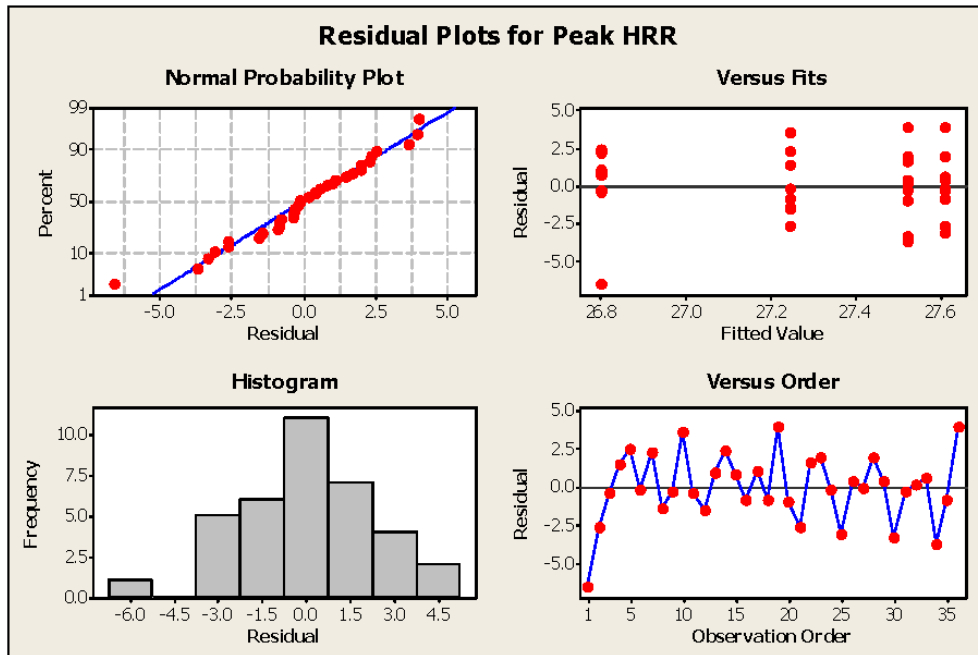 Residual Plots for Peak HRR
Normal Probability Plot
99
90
50
10
1
Percent
-5.0 -2.5 0.0 2.5 5.0
Residual
Versus Fits
5.0
2.5
0.0
-2.5
-5.0
Residual
26.8 27.0 27.2 27.4 27.6
Fitted Value
Histogram
10.0
7.5
5.0
2.5
0.0
Frequency
-6.0 -4.5 -3.0 -1.5 0.0 1.5 3.0 4.5
Residual
Versus Order
5.0
2.5
0.0
-2.5
-5.0
Residual
1 5 10 15 20 25 30 35
Observation Order